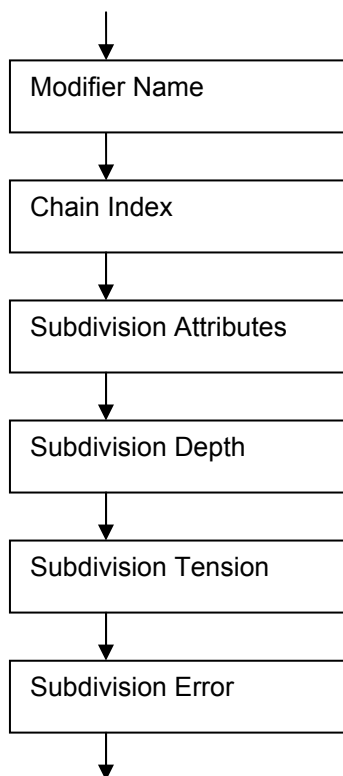 Modifier Name
Chain Index
Subdivision Attributes
Subdivision Depth
Subdivision Tension
Subdivision Error